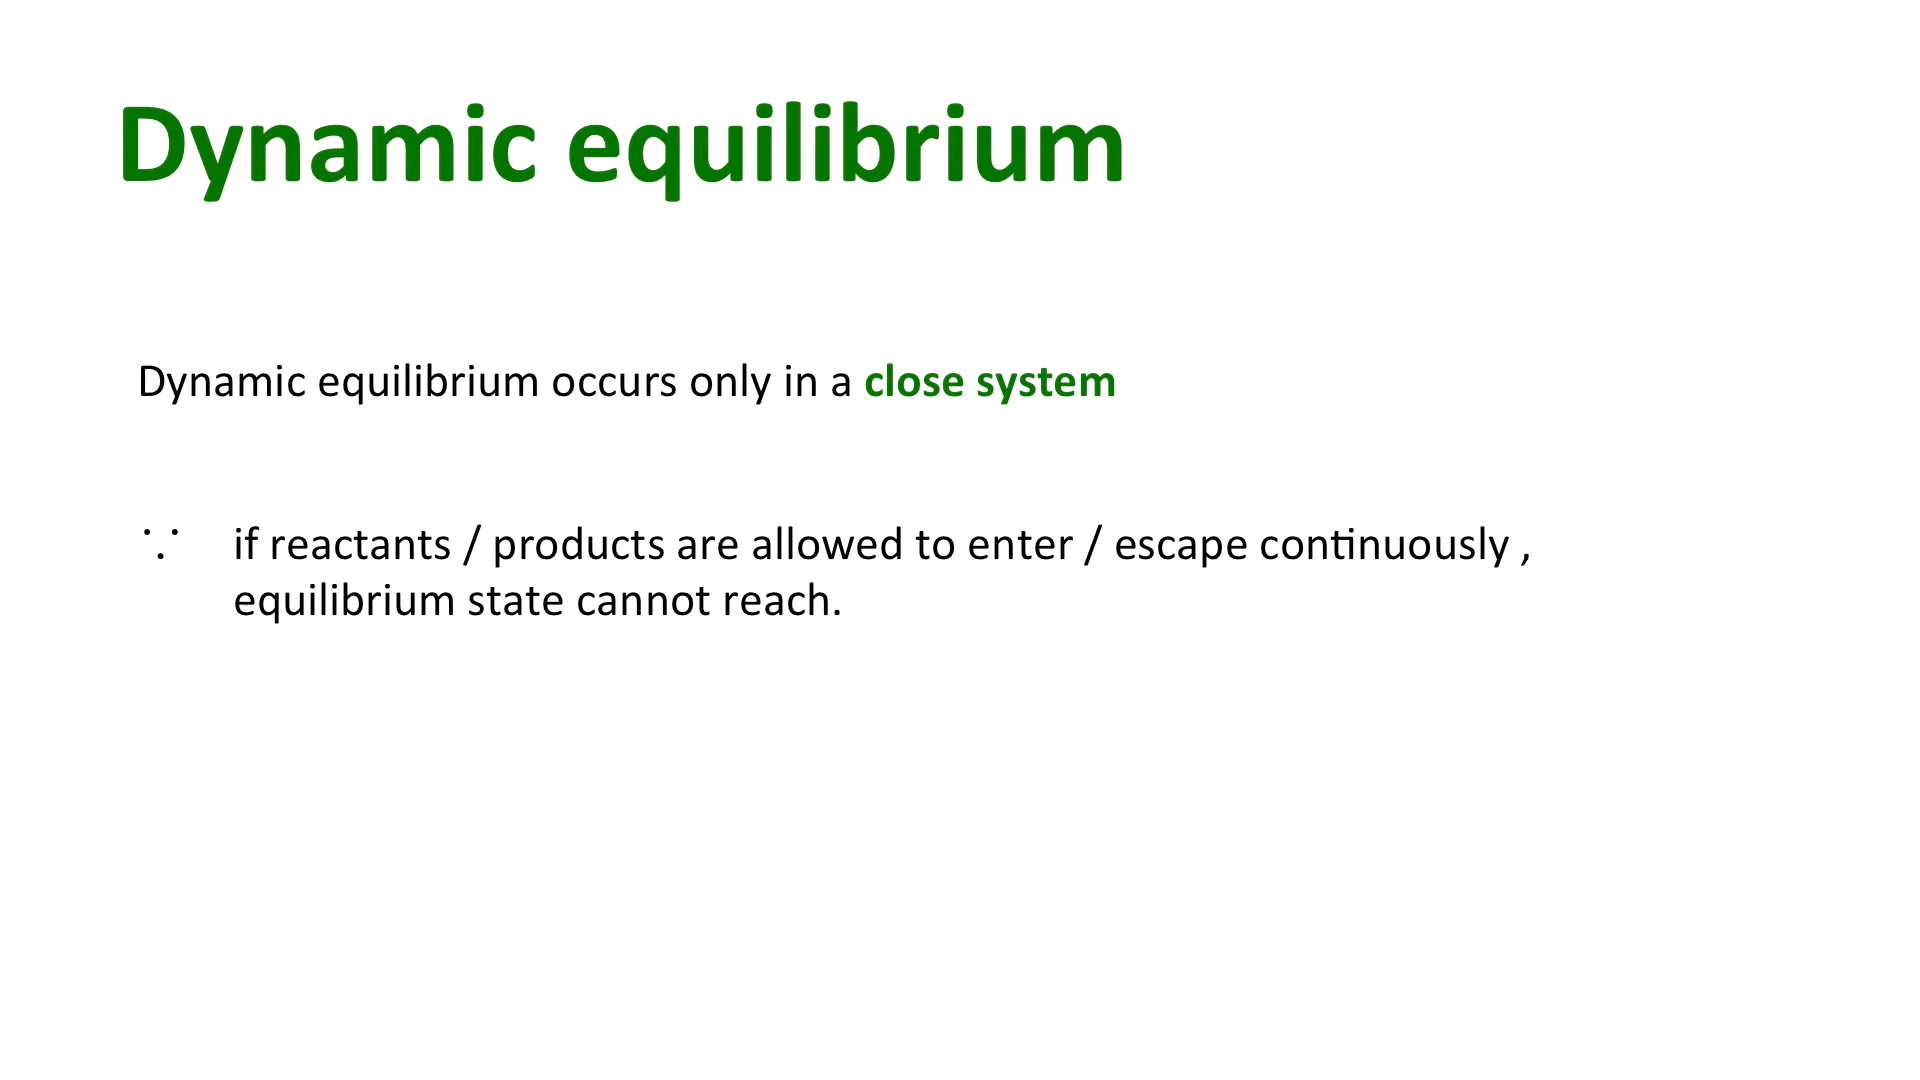 Dynamic equilibrium
Dynamic equilibrium occurs only in a close system
∵ if reactants / products are allowed to enter / escape continuously ,
equilibrium state cannot reach.